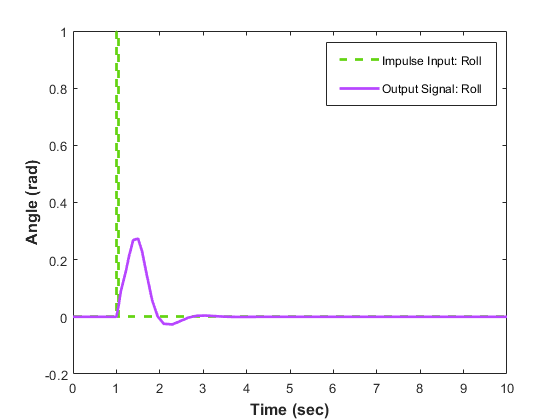 1
0.8
0.6
0.4
0.2
0
-0.2
Angle (rad)
Impulse Input: Roll
Output Signal: Roll
0 1 2 3 4 5 6 7 8 9 10
Time (sec)